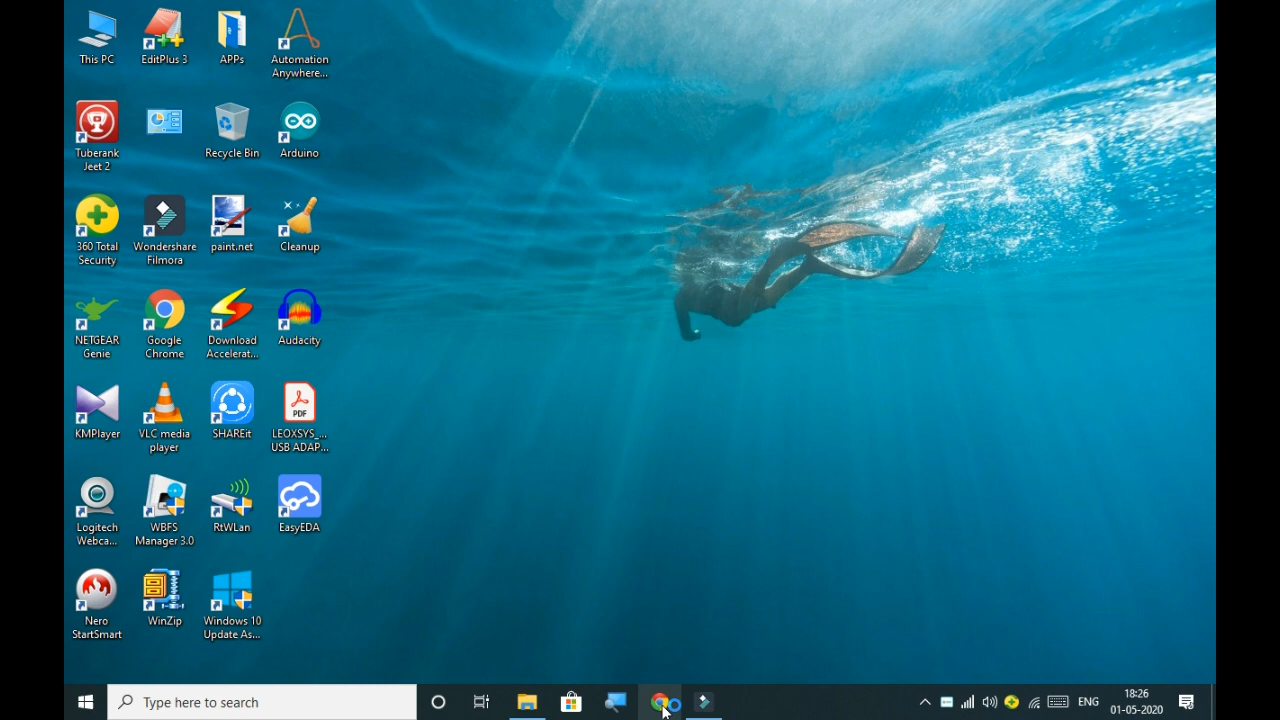 This PC
EditPlus 3
APPs
Automation
Anywhere...
Tuberank
Jeet 2
Recycle Bin
Arduino
360 Total
Security
Wondershare
Filmora
paint.net
Cleanup
NETGEAR
Genie
Google
Chrome
Download
Accelerat...
Audacity
KMPlayer
VLC media
player
SHAREit
PDF
LEOXSYS_...
USB ADAP...
Logitech
Webca...
WBFS
Manager 3.0
RtWLan
EasyEDA
Nero
StartSmart
WinZip
Windows 10
Update As...
Type here to search
ENG
18:26
01-05-2020